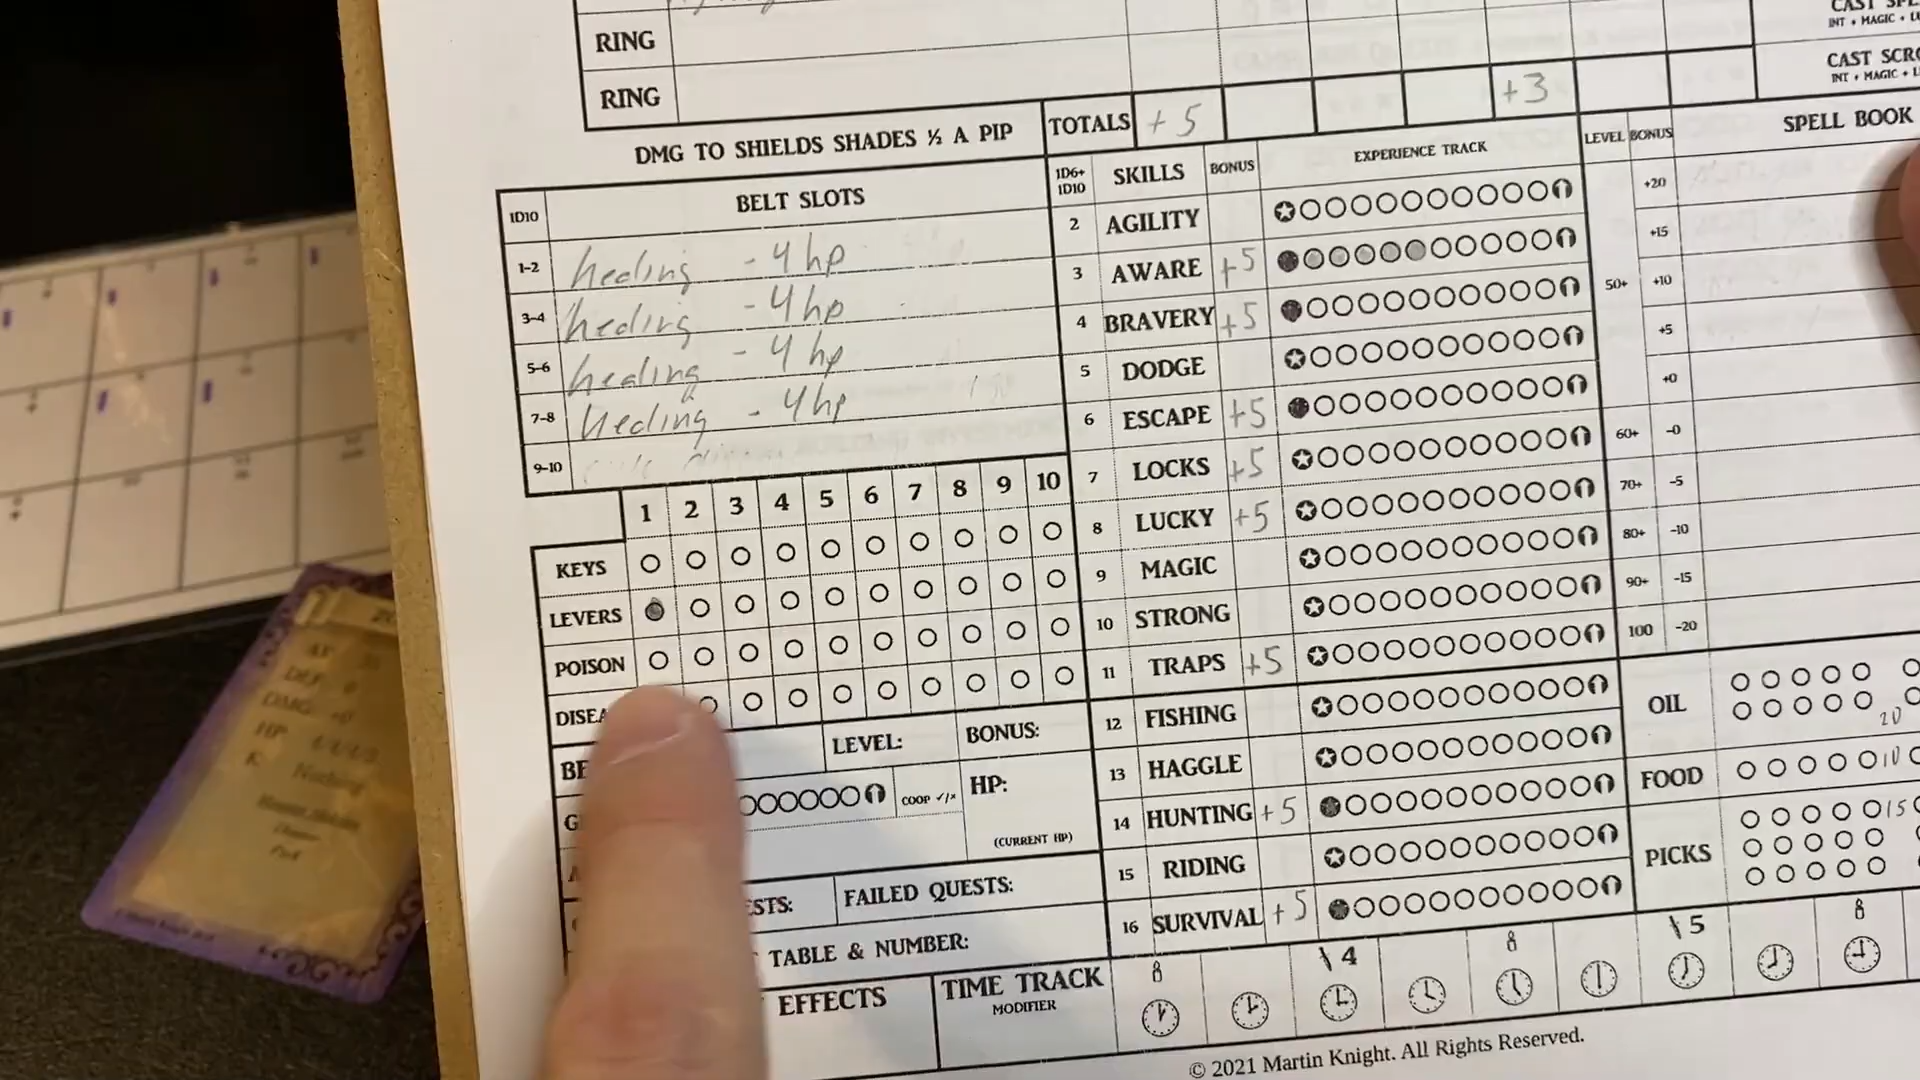 RING
RING
CAST SCRO
INT + MAGIC + L
DMG TO SHIELDS SHADES ½ A PIP
TOTALS +5 +3
1D10 BELT SLOTS
1-2 healing - 4 hp
3-4 healing - 4 hp
5-6 healing - 4 hp
7-8 healing - 4 hp
9-10
1 2 3 4 5 6 7 8 9 10
KEYS
LEVERS
POISON
DISEA
BE
LEVEL:
BONUS:
G
COOP ✓/×
HP:
(CURRENT HP)
ESTS:
FAILED QUESTS:
TABLE & NUMBER:
EFFECTS
1D6+
1D10
SKILLS BONUS EXPERIENCE TRACK
2 AGILITY
3 AWARE +5
4 BRAVERY +5
5 DODGE
6 ESCAPE +5
7 LOCKS +5
8 LUCKY +5
9 MAGIC
10 STRONG
11 TRAPS +5
12 FISHING
13 HAGGLE
14 HUNTING +5
15 RIDING
16 SURVIVAL +5
LEVEL BONUS SPELL BOOK
+20
+15
50+ +10
+5
+0
60+ -0
70+ -5
80+ -10
90+ -15
100 -20
OIL
20
FOOD 10
PICKS 15
TIME TRACK
MODIFIER
4
5
© 2021 Martin Knight. All Rights Reserved.